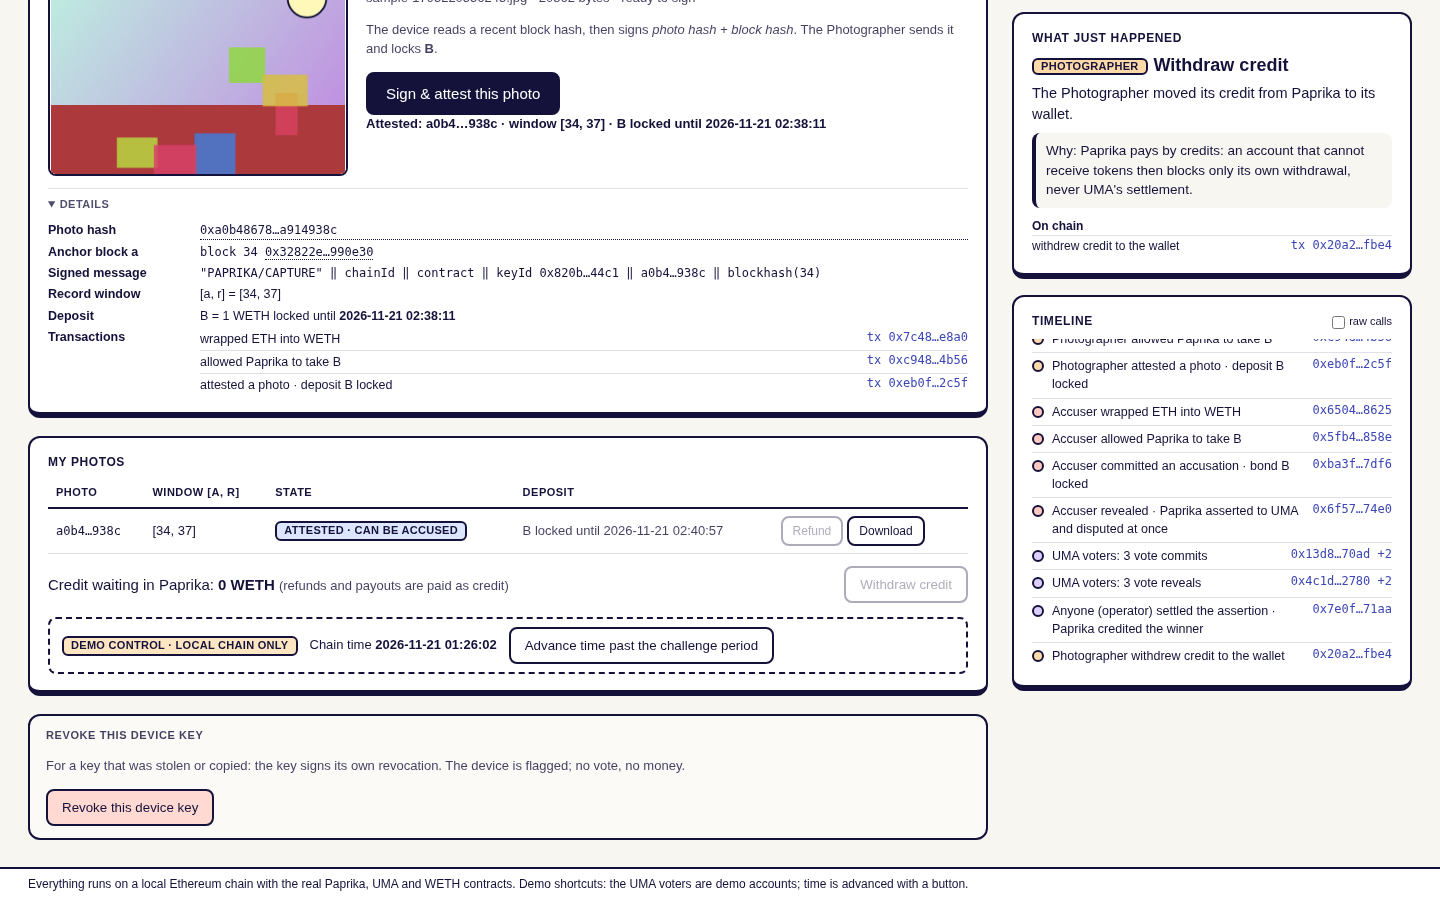 The device reads a recent block hash, then signs photo hash + block hash. The Photographer sends it
and locks B.
Sign & attest this photo
Attested: a0b4…938c · window [34, 37] · B locked until 2026-11-21 02:38:11
▼ DETAILS
Photo hash 0xa0b48678…a914938c
Anchor block a block 34 0x32822e…990e30
Signed message "PAPRIKA/CAPTURE" ‖ chainId ‖ contract ‖ keyId 0x820b…44c1 ‖ a0b4…938c ‖ blockhash(34)
Record window [a, r] = [34, 37]
Deposit B = 1 WETH locked until 2026-11-21 02:38:11
Transactions wrapped ETH into WETH tx 0x7c48…e8a0
allowed Paprika to take B tx 0xc948…4b56
attested a photo · deposit B locked tx 0xeb0f…2c5f
MY PHOTOS
PHOTO WINDOW [A, R] STATE DEPOSIT
a0b4…938c [34, 37] ATTESTED · CAN BE ACCUSED B locked until 2026-11-21 02:40:57 Refund Download
Credit waiting in Paprika: 0 WETH (refunds and payouts are paid as credit) Withdraw credit
DEMO CONTROL · LOCAL CHAIN ONLY Chain time 2026-11-21 01:26:02 Advance time past the challenge period
REVOKE THIS DEVICE KEY
For a key that was stolen or copied: the key signs its own revocation. The device is flagged; no vote, no money.
Revoke this device key
WHAT JUST HAPPENED
PHOTOGRAPHER Withdraw credit
The Photographer moved its credit from Paprika to its
wallet.
Why: Paprika pays by credits: an account that cannot
receive tokens then blocks only its own withdrawal,
never UMA's settlement.
On chain
withdrew credit to the wallet tx 0x20a2…fbe4
TIMELINE raw calls
Photographer allowed Paprika to take B
Photographer attested a photo · deposit B 0xeb0f…2c5f
locked
Accuser wrapped ETH into WETH 0x6504…8625
Accuser allowed Paprika to take B 0x5fb4…858e
Accuser committed an accusation · bond B 0xba3f…7df6
locked
Accuser revealed · Paprika asserted to UMA 0x6f57…74e0
and disputed at once
UMA voters: 3 vote commits 0x13d8…70ad +2
UMA voters: 3 vote reveals 0x4c1d…2780 +2
Anyone (operator) settled the assertion · 0x7e0f…71aa
Paprika credited the winner
Photographer withdrew credit to the wallet 0x20a2…fbe4
Everything runs on a local Ethereum chain with the real Paprika, UMA and WETH contracts. Demo shortcuts: the UMA voters are demo accounts; time is advanced with a button.